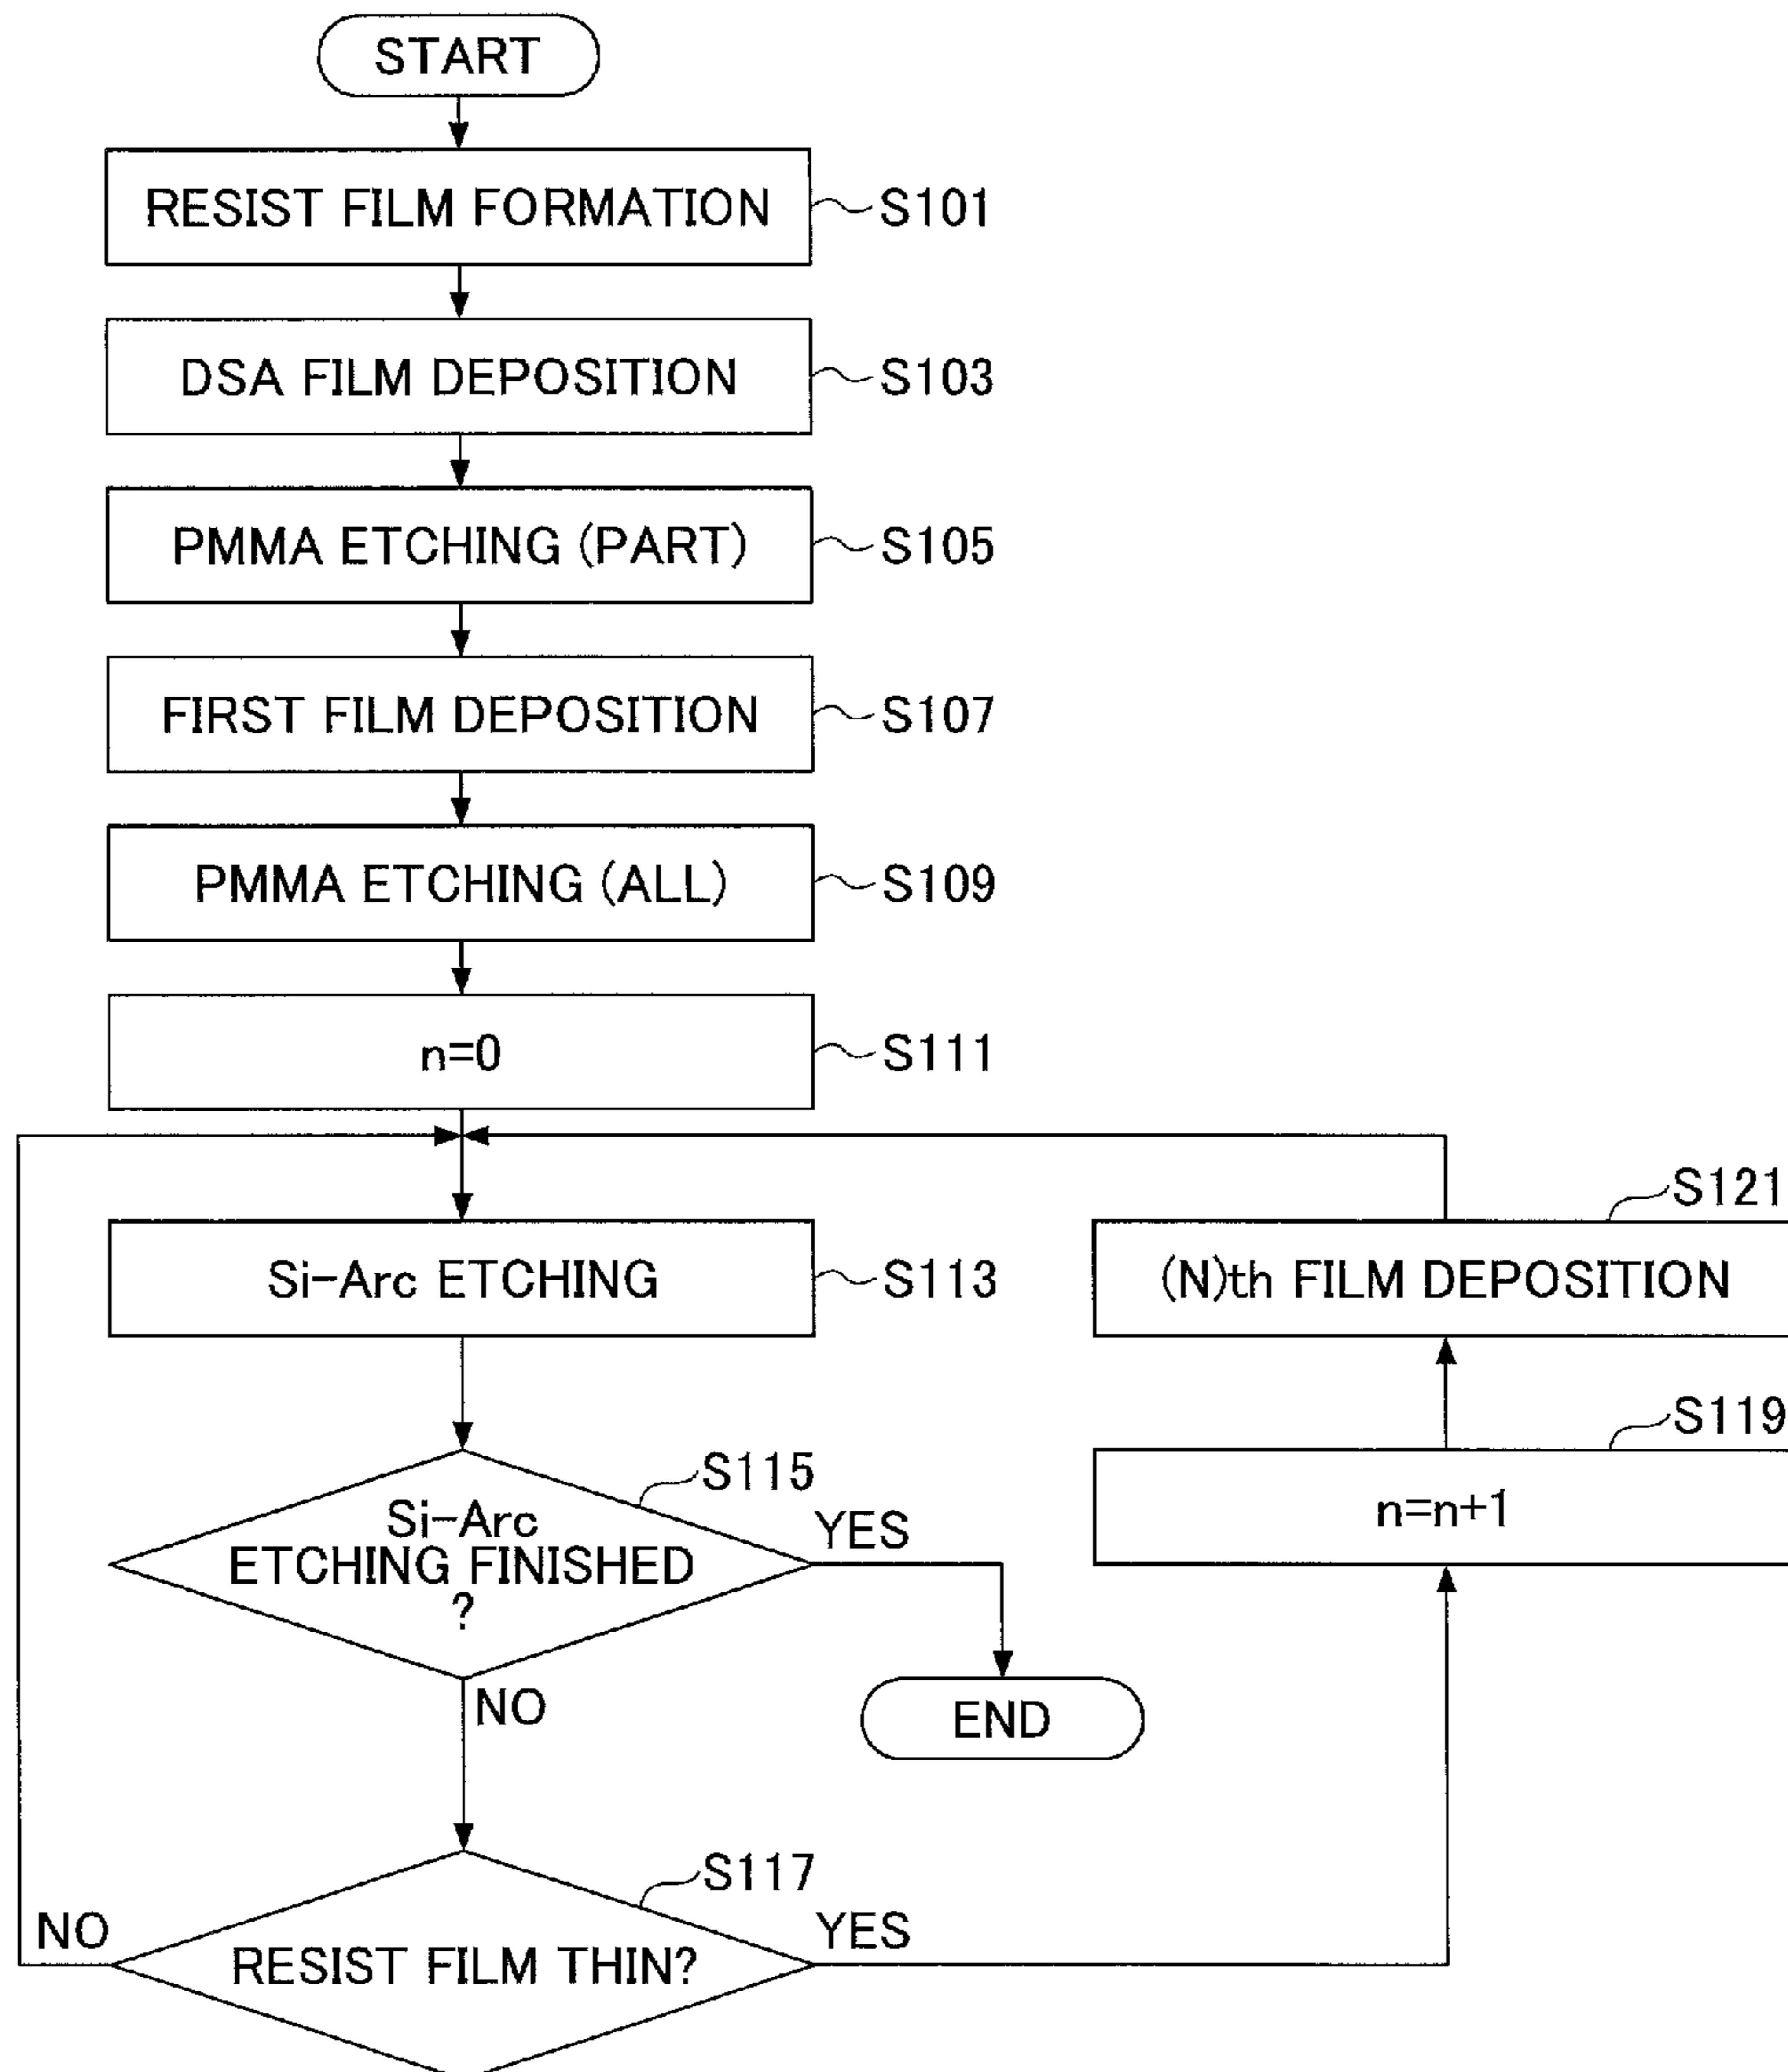 START
RESIST FILM FORMATION
S101
DSA FILM DEPOSITION
S103
PMMA ETCHING (PART)
S105
FIRST FILM DEPOSITION
S107
PMMA ETCHING (ALL)
S109
n=0
S111
Si-Arc ETCHING
S113
Si-Arc
ETCHING FINISHED
?
S115
YES
NO
END
RESIST FILM THIN?
S117
NO
YES
n=n+1
S119
(N)th FILM DEPOSITION
S121